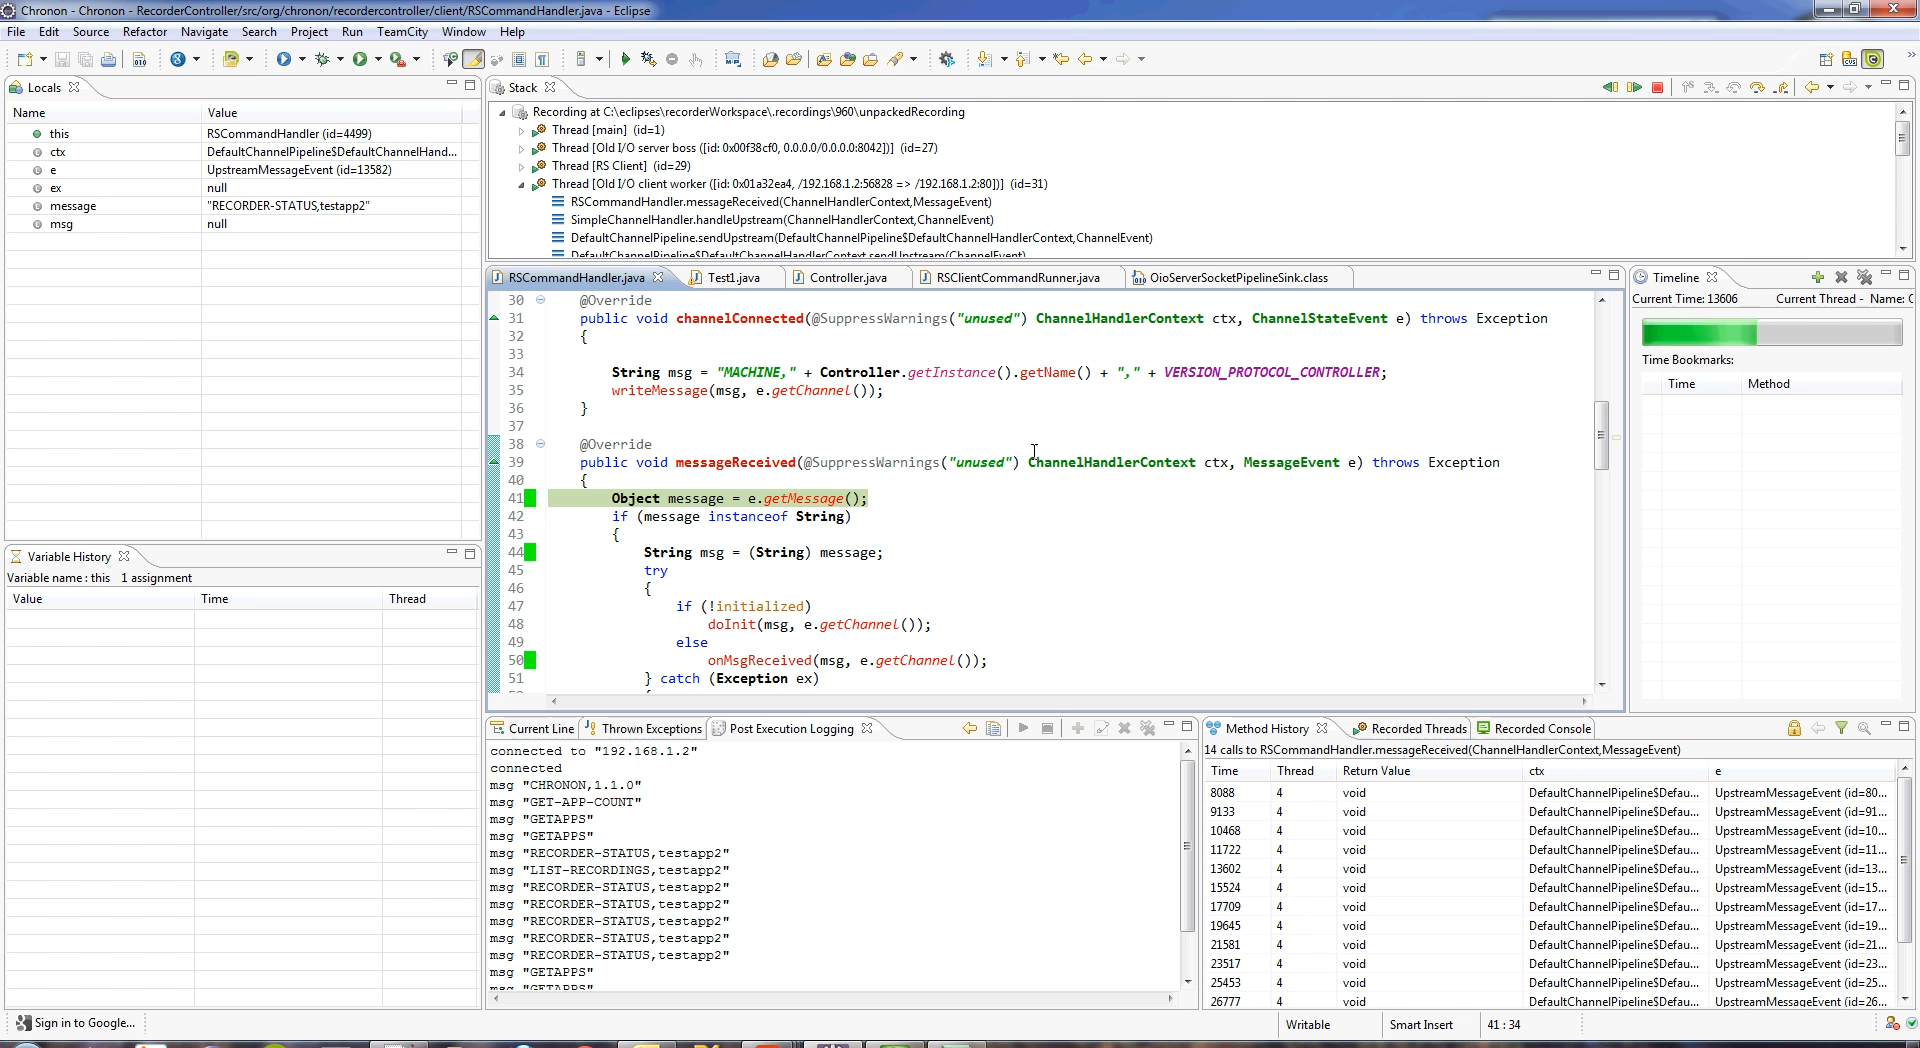 Chronon - Chronon - RecorderController/src/org/chronon/recordercontroller/client/RSCommandHandler.java - Eclipse
File Edit Source Refactor Navigate Search Project Run TeamCity Window Help
Locals
Name Value
this RSCommandHandler (id=4499)
ctx DefaultChannelPipeline$DefaultChannelHand...
e UpstreamMessageEvent (id=13582)
ex null
message "RECORDER-STATUS,testapp2"
msg null
Stack
Recording at C:\eclipses\recorderWorkspace\.recordings\960\unpackedRecording
Thread [main] (id=1)
Thread [Old I/O server boss ([id: 0x00f38cf0, 0.0.0.0/0.0.0.0:8042])] (id=27)
Thread [RS Client] (id=29)
Thread [Old I/O client worker ([id: 0x01a32ea4, /192.168.1.2:56828 => /192.168.1.2:80])] (id=31)
RSCommandHandler.messageReceived(ChannelHandlerContext,MessageEvent)
SimpleChannelHandler.handleUpstream(ChannelHandlerContext,ChannelEvent)
DefaultChannelPipeline.sendUpstream(DefaultChannelPipeline$DefaultChannelHandlerContext,ChannelEvent)
DefaultChannelPipeline$DefaultChannelHandlerContext.sendUpstream(ChannelEvent)
RSCommandHandler.java Test1.java Controller.java RSClientCommandRunner.java OioServerSocketPipelineSink.class
30 @Override
31 public void channelConnected(@SuppressWarnings("unused") ChannelHandlerContext ctx, ChannelStateEvent e) throws Exception
32 {
33
34 String msg = "MACHINE," + Controller.getInstance().getName() + "," + VERSION_PROTOCOL_CONTROLLER;
35 writeMessage(msg, e.getChannel());
36 }
37
38 @Override
39 public void messageReceived(@SuppressWarnings("unused") ChannelHandlerContext ctx, MessageEvent e) throws Exception
40 {
41 Object message = e.getMessage();
42 if (message instanceof String)
43 {
44 String msg = (String) message;
45 try
46 {
47 if (!initialized)
48 doInit(msg, e.getChannel());
49 else
50 onMsgReceived(msg, e.getChannel());
51 } catch (Exception ex)
Timeline
Current Time: 13606 Current Thread - Name: C
Time Bookmarks:
Time Method
Variable History
Variable name : this 1 assignment
Value Time Thread
Current Line Thrown Exceptions Post Execution Logging
connected to "192.168.1.2"
connected
msg "CHRONON,1.1.0"
msg "GET-APP-COUNT"
msg "GETAPPS"
msg "GETAPPS"
msg "RECORDER-STATUS,testapp2"
msg "LIST-RECORDINGS,testapp2"
msg "RECORDER-STATUS,testapp2"
msg "RECORDER-STATUS,testapp2"
msg "RECORDER-STATUS,testapp2"
msg "RECORDER-STATUS,testapp2"
msg "RECORDER-STATUS,testapp2"
msg "GETAPPS"
msg "GETAPPS"
Method History Recorded Threads Recorded Console
14 calls to RSCommandHandler.messageReceived(ChannelHandlerContext,MessageEvent)
Time Thread Return Value ctx e
8088 4 void DefaultChannelPipeline$Defau... UpstreamMessageEvent (id=80...
9133 4 void DefaultChannelPipeline$Defau... UpstreamMessageEvent (id=91...
10468 4 void DefaultChannelPipeline$Defau... UpstreamMessageEvent (id=10...
11722 4 void DefaultChannelPipeline$Defau... UpstreamMessageEvent (id=11...
13602 4 void DefaultChannelPipeline$Defau... UpstreamMessageEvent (id=13...
15524 4 void DefaultChannelPipeline$Defau... UpstreamMessageEvent (id=15...
17709 4 void DefaultChannelPipeline$Defau... UpstreamMessageEvent (id=17...
19645 4 void DefaultChannelPipeline$Defau... UpstreamMessageEvent (id=19...
21581 4 void DefaultChannelPipeline$Defau... UpstreamMessageEvent (id=21...
23517 4 void DefaultChannelPipeline$Defau... UpstreamMessageEvent (id=23...
25453 4 void DefaultChannelPipeline$Defau... UpstreamMessageEvent (id=25...
26777 4 void DefaultChannelPipeline$Defau... UpstreamMessageEvent (id=26...
Sign in to Google...
Writable Smart Insert 41 : 34